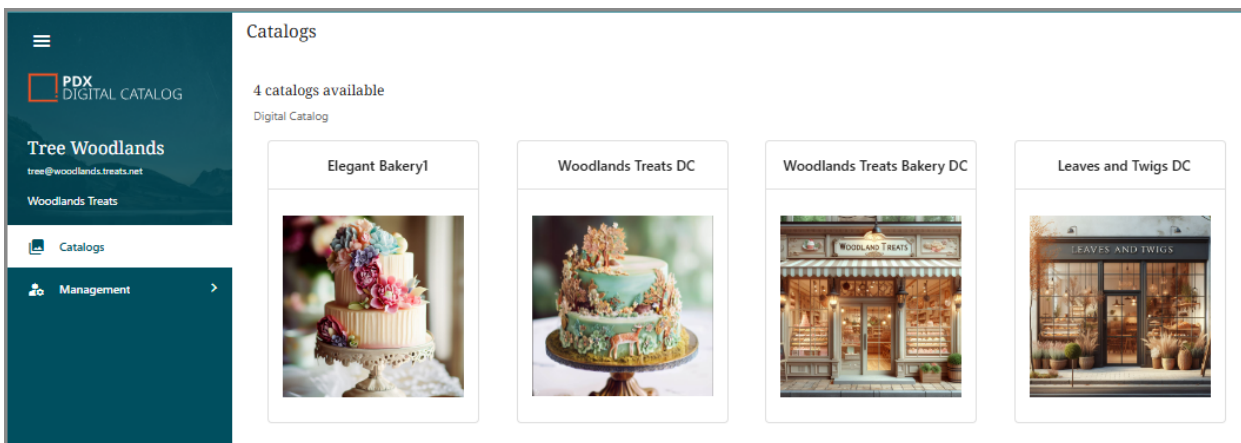 Catalogs
PDX
DIGITAL CATALOG
4 catalogs available
Digital Catalog
Tree Woodlands
tree@woodlands.treats.net
Woodlands Treats
Catalogs
Management
Elegant Bakery1
Woodlands Treats DC
Woodlands Treats Bakery DC
Leaves and Twigs DC
WOODLAND TREATS
LEAVES AND TWIGS